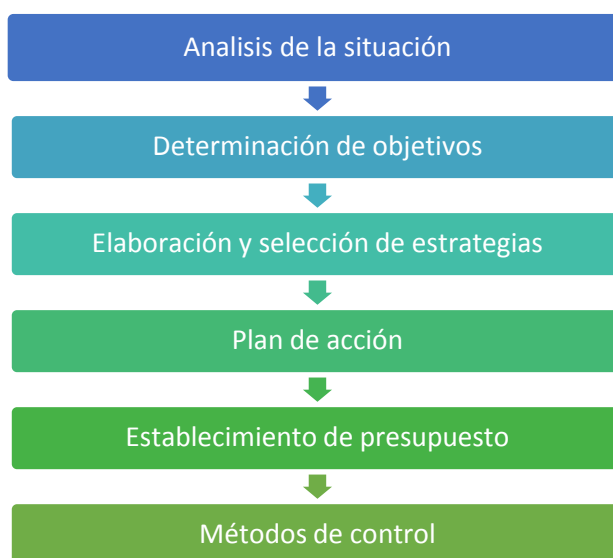 Analisis de la situación
Determinación de objetivos
Elaboración y selección de estrategias
Plan de acción
Establecimiento de presupuesto
Métodos de control